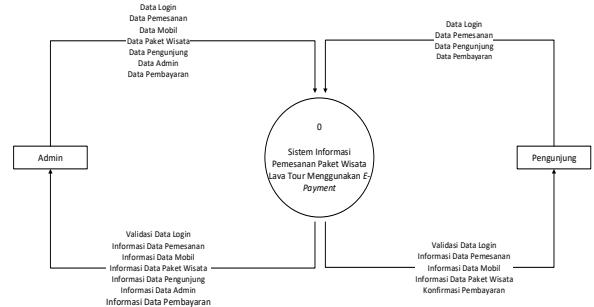 Data Login
Data Pemesanan
Data Mobil
Data Paket Wisata
Data Pengunjung
Data Admin
Data Pembayaran
Data Login
Data Pemesanan
Data Pengunjung
Data Pembayaran
0
Sistem Informasi
Pemesanan Paket Wisata
Lava Tour Menggunakan E-
Payment
Admin
Pengunjung
Validasi Data Login
Informasi Data Pemesanan
Informasi Data Mobil
Informasi Data Paket Wisata
Informasi Data Pengunjung
Informasi Data Admin
Informasi Data Pembayaran
Validasi Data Login
Informasi Data Pemesanan
Informasi Data Mobil
Informasi Data Paket Wisata
Konfirmasi Pembayaran